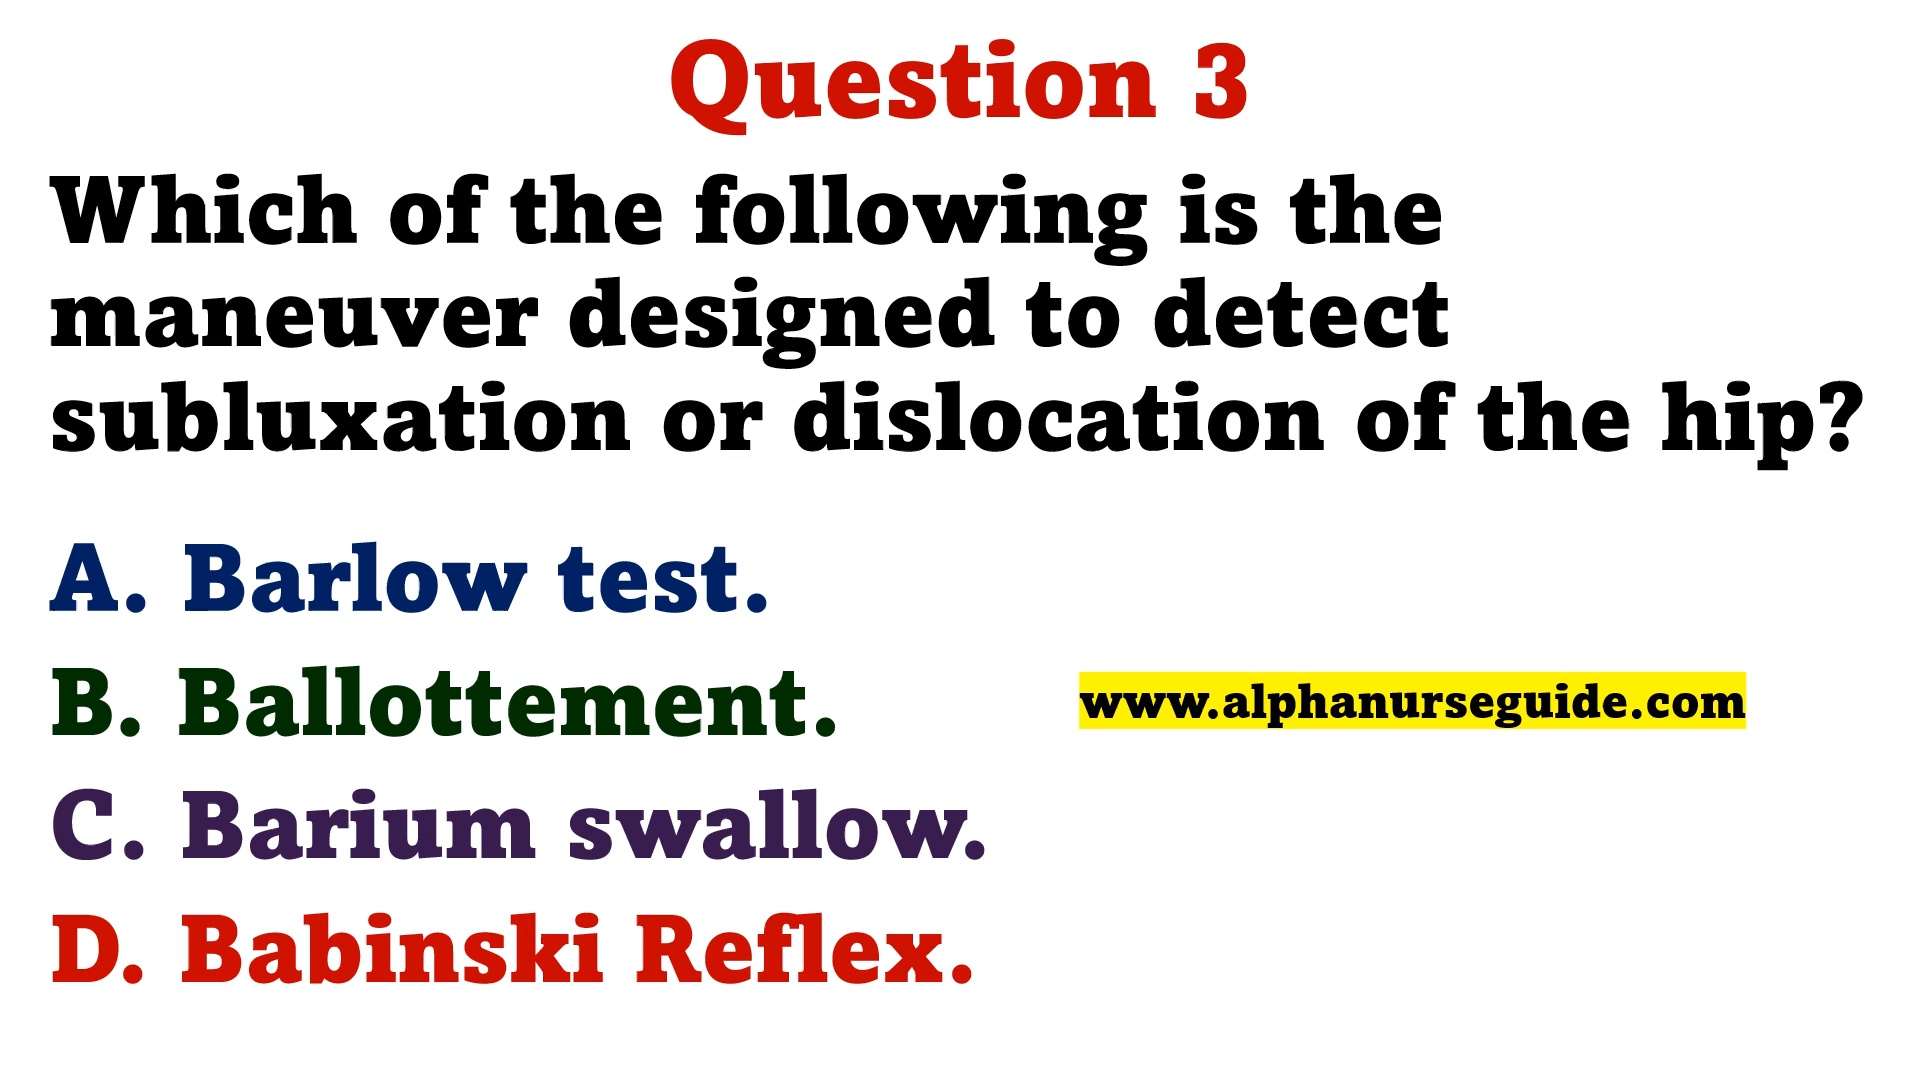 Question 3
Which of the following is the
maneuver designed to detect
subluxation or dislocation of the hip?
A. Barlow test.
B. Ballottement.
www.alphanurseguide.com
C. Barium swallow.
D. Babinski Reflex.